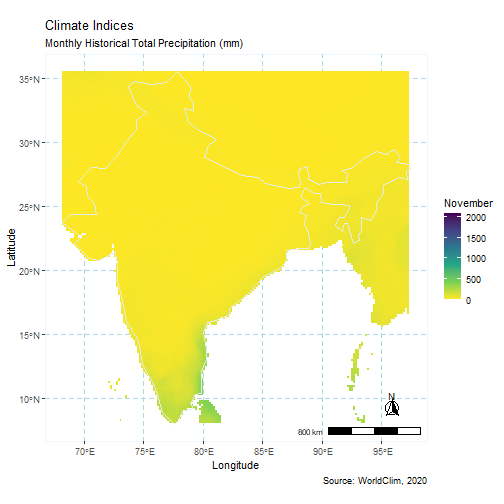 Climate Indices
Monthly Historical Total Precipitation (mm)
35°N
30°N
25°N
20°N
15°N
10°N
Latitude
70°E
75°E
80°E
85°E
90°E
95°E
Longitude
November
2000
1500
1000
500
0
N
800 km
Source: WorldClim, 2020